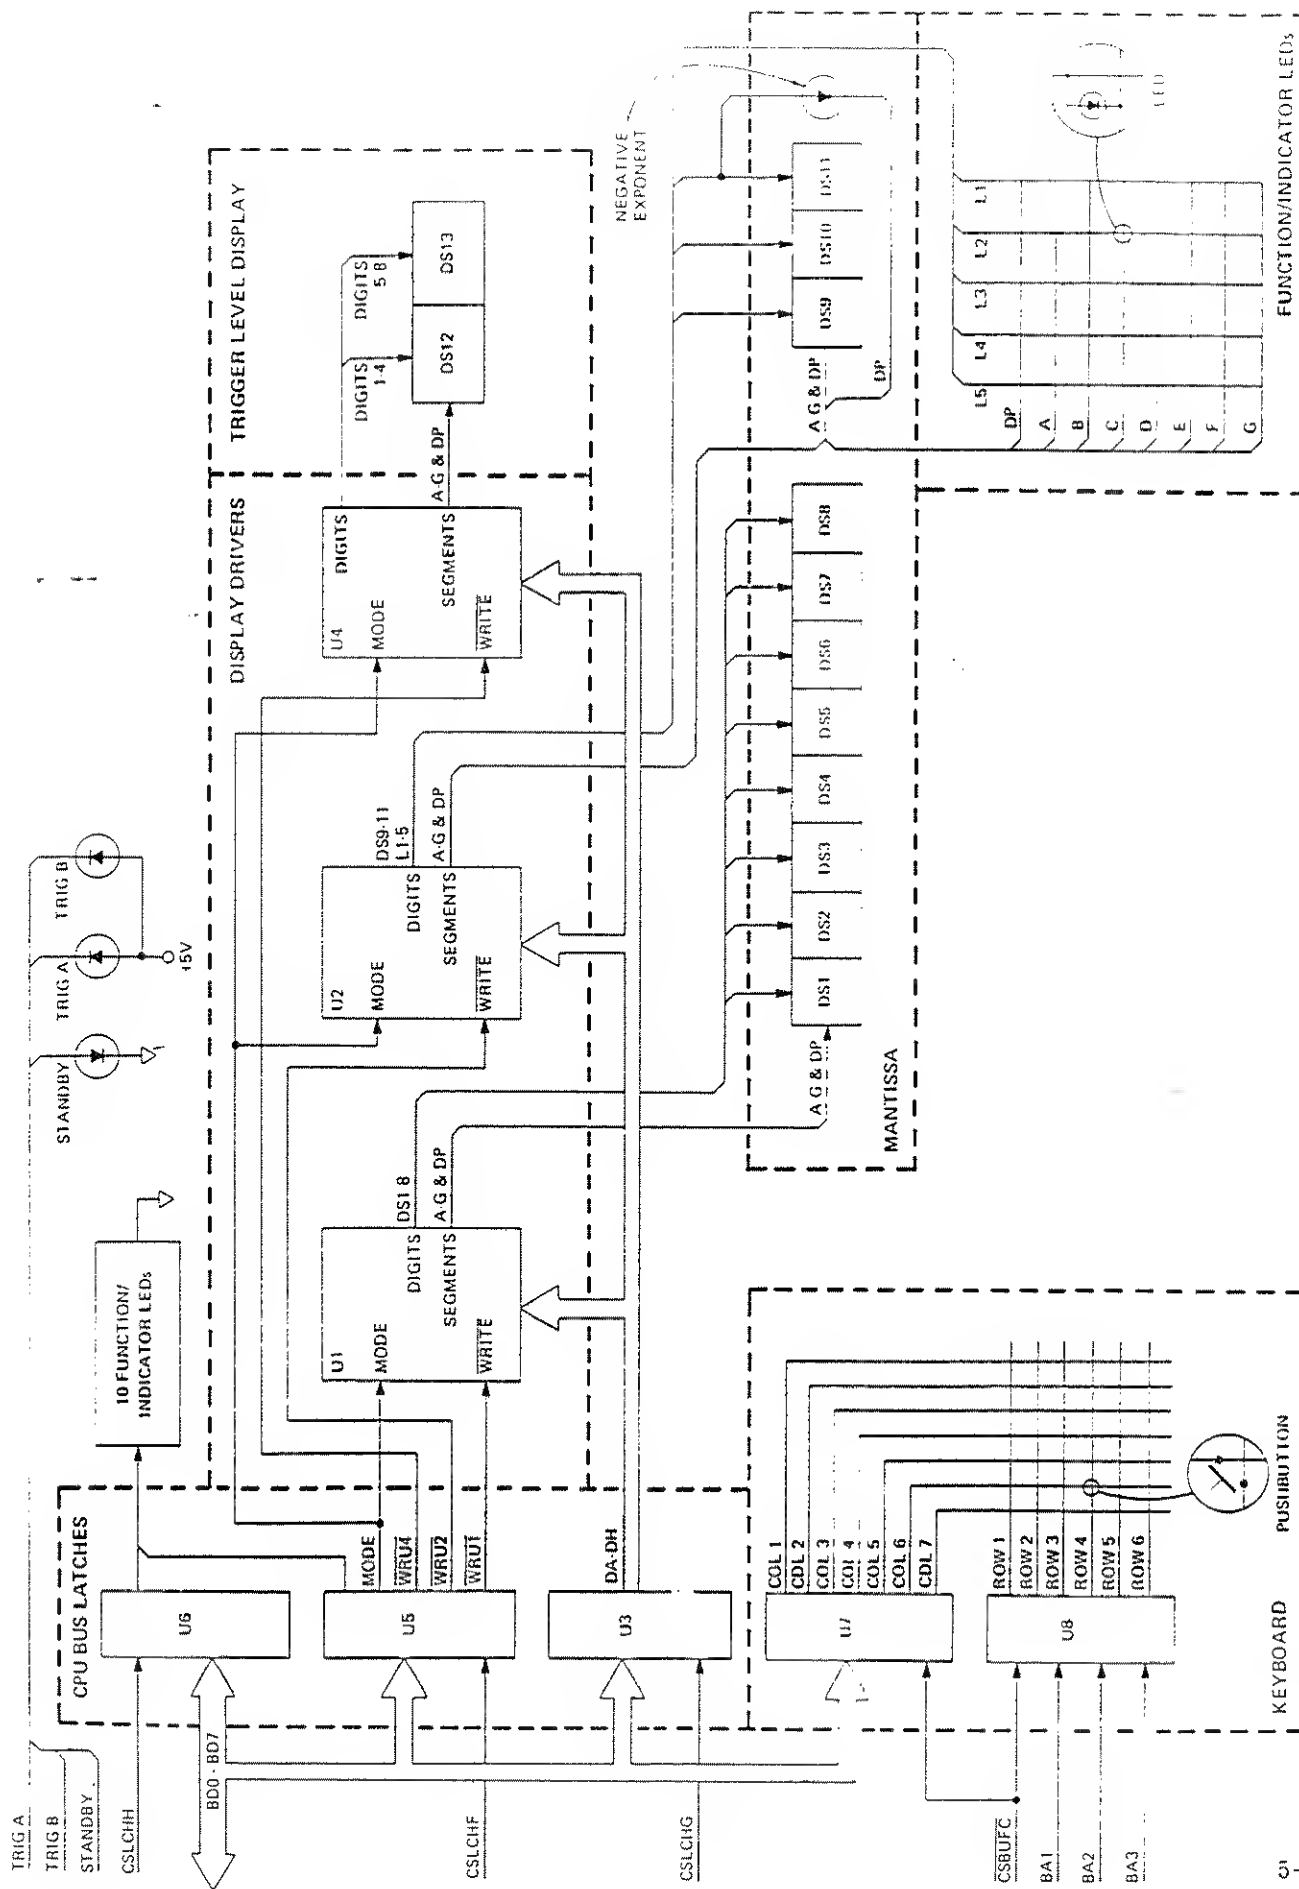 TRIG A
TRIG B
STANDBY
CSLCHH
BD0 - BD7
CSLCHF
CSLCHG
CSBUFC
BA1
BA2
BA3
CPU BUS LATCHES
U6
U5
MODE
WRU4
WRU2
WRU1
U3
DA-DH
10 FUNCTION/
INDICATOR LEDs
STANDBY
TRIG A
TRIG B
+5V
DISPLAY DRIVERS
U1
MODE
WRITE
DIGITS
SEGMENTS
DS1 8
A-G & DP
U2
MODE
WRITE
DIGITS
SEGMENTS
DS9-11
L1-5
A-G & DP
U4
MODE
WRITE
DIGITS
SEGMENTS
A-G & DP
TRIGGER LEVEL DISPLAY
DIGITS
1-4
DIGITS
5 8
DS12
DS13
KEYBOARD
U7
COL 1
COL 2
COL 3
COL 4
COL 5
COL 6
COL 7
U8
ROW 1
ROW 2
ROW 3
ROW 4
ROW 5
ROW 6
PUSHBUTTON
MANTISSA
A G & DP
DS1
DS2
DS3
DS4
DS5
DS6
DS7
DS8
A G & DP
DP
DS9
DS10
DS11
NEGATIVE
EXPONENT
L5
L4
L3
L2
L1
DP
A
B
C
D
E
F
G
LED
FUNCTION/INDICATOR LEDs